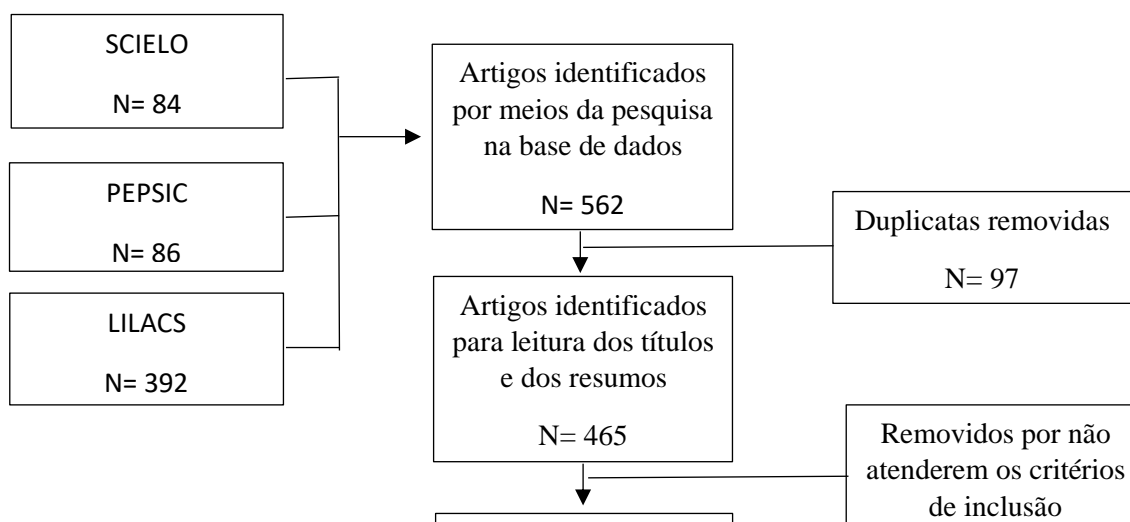 SCIELO
N= 84
PEPSIC
N= 86
LILACS
N= 392
Artigos identificados
por meios da pesquisa
na base de dados
N= 562
Duplicatas removidas
N= 97
Artigos identificados
para leitura dos títulos
e dos resumos
N= 465
Removidos por não
atenderem os critérios
de inclusão